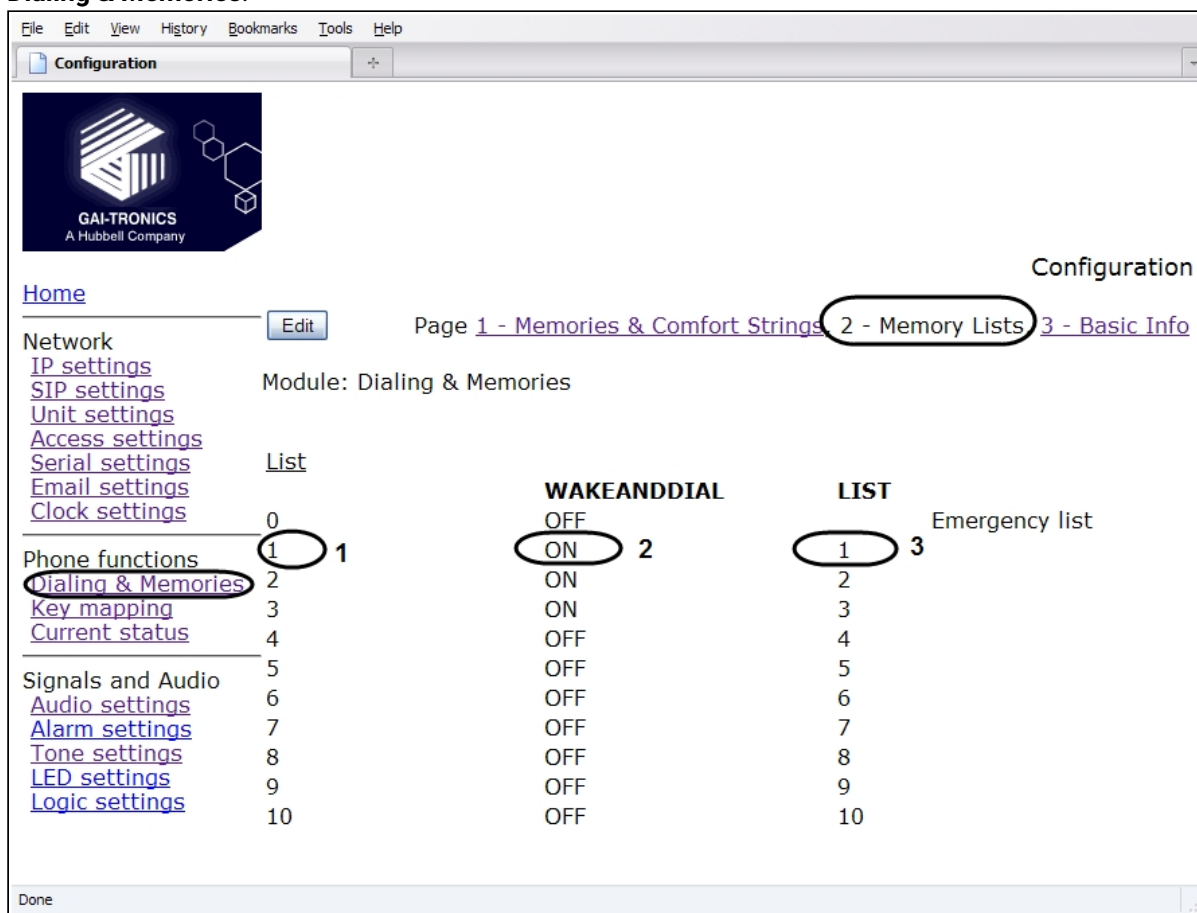 Dialing & Memories.
File Edit View History Bookmarks Tools Help
Configuration
GAI-TRONICS
A Hubbell Company
Configuration
Home
Edit Page 1 - Memories & Comfort Strings, 2 - Memory Lists 3 - Basic Info
Network
IP settings
SIP settings
Unit settings
Access settings
Serial settings
Email settings
Clock settings
Phone functions
Dialing & Memories
Key mapping
Current status
Signals and Audio
Audio settings
Alarm settings
Tone settings
LED settings
Logic settings
Module: Dialing & Memories
List
WAKEANDDIAL LIST
0 OFF Emergency list
1 1 ON 2 1 3
2 ON 2
3 ON 3
4 OFF 4
5 OFF 5
6 OFF 6
7 OFF 7
8 OFF 8
9 OFF 9
10 OFF 10
Done